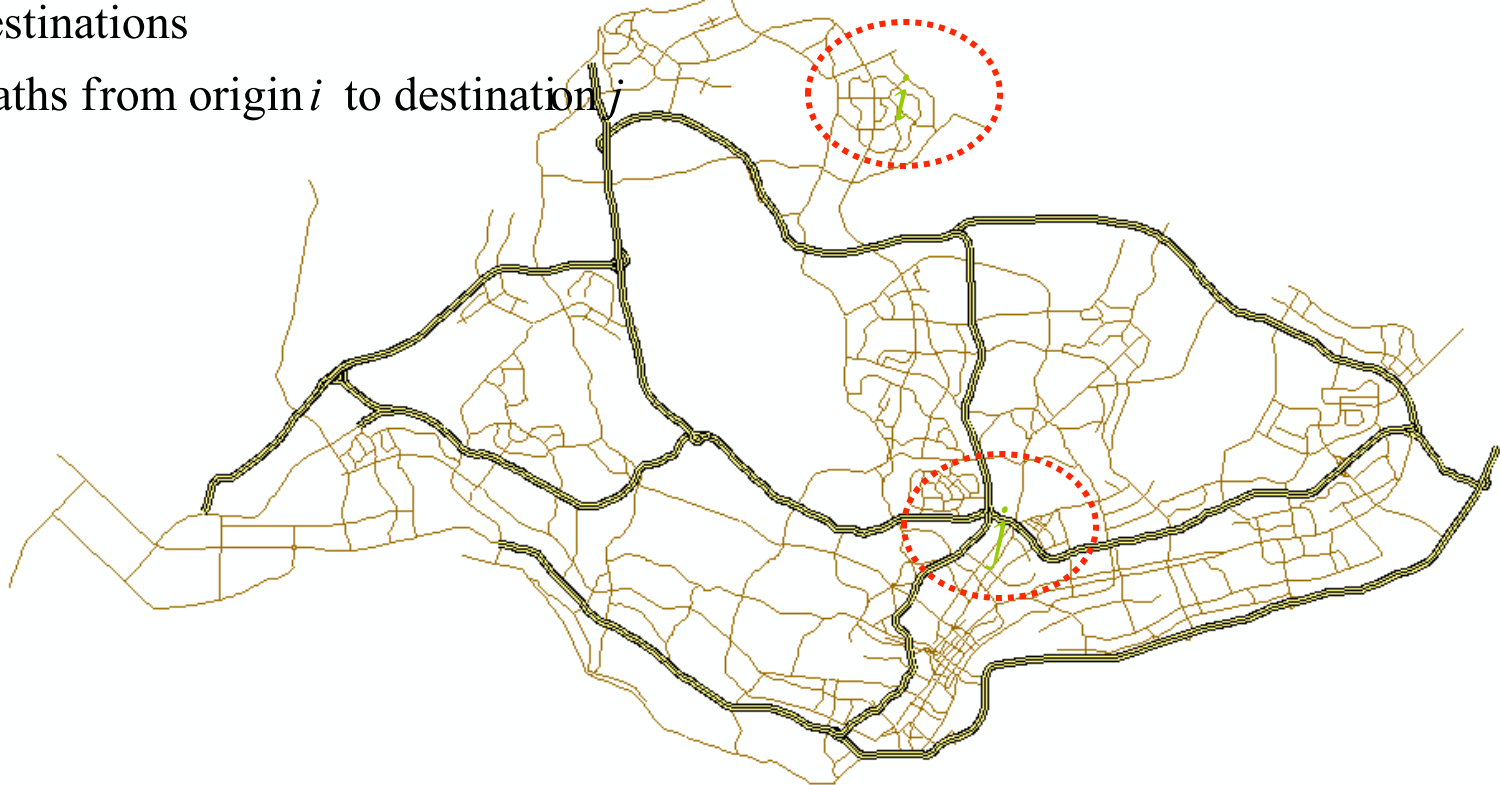 estinations
aths from origin i to destination j
i
j